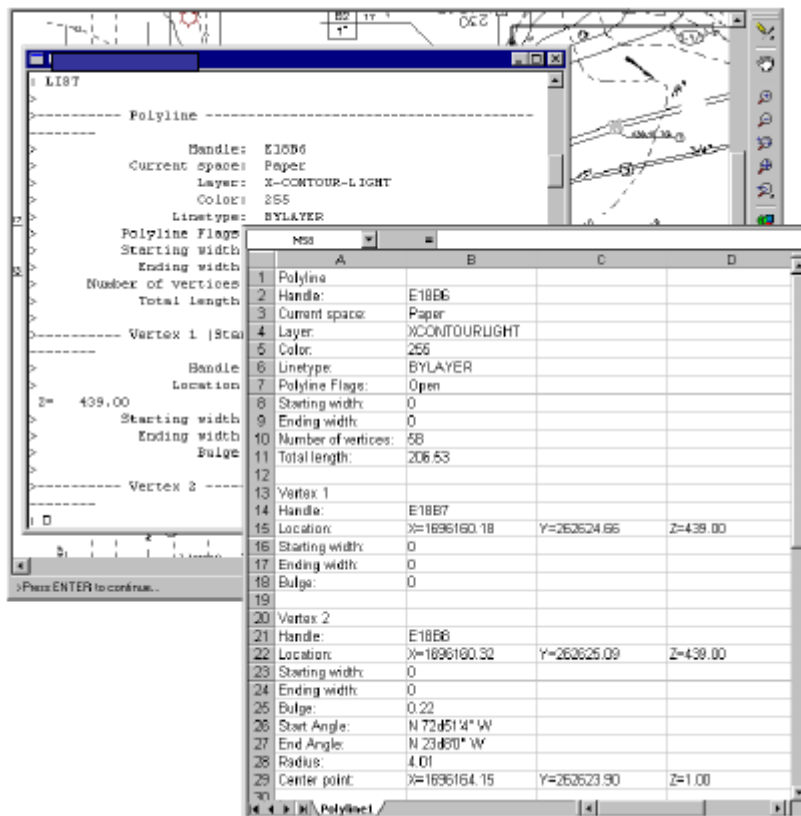 B2 17
1"
230
: LIST
>
>---------- Polyline ----------
>
> Handle: E18B6
> Current space: Paper
> Layer: X-CONTOUR-LIGHT
> Color: 255
> Linetype: BYLAYER
> Polyline Flags
> Starting width
> Ending width
> Number of vertices
> Total length
>
>---------- Vertex 1 (Star
> Handle
> Location
Z= 439.00
> Starting width
> Ending width
> Bulge
>
>---------- Vertex 2 -----
: D
>Press ENTER to continue..
M58 =
A B C D
1 Polyline
2 Handle: E18B6
3 Current space: Paper
4 Layer: XCONTOURLIGHT
5 Color: 255
6 Linetype: BYLAYER
7 Polyline Flags: Open
8 Starting width: 0
9 Ending width: 0
10 Number of vertices: 58
11 Total length: 206.53
12
13 Vertex 1
14 Handle: E18B7
15 Location: X=1696160.18 Y=262624.66 Z=439.00
16 Starting width: 0
17 Ending width: 0
18 Bulge: 0
19
20 Vertex 2
21 Handle: E18B8
22 Location: X=1696160.32 Y=262625.09 Z=439.00
23 Starting width: 0
24 Ending width: 0
25 Bulge: 0.22
26 Start Angle: N 72d51'4" W
27 End Angle: N 23d8'0" W
28 Radius: 4.01
29 Center point: X=1696164.15 Y=262623.90 Z=1.00
30
Polyline1